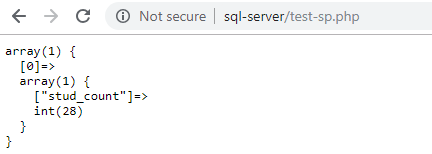 Not secure | sql-server/test-sp.php
array(1) {
  [0]=>
  array(1) {
    ["stud_count"]=>
    int(28)
  }
}